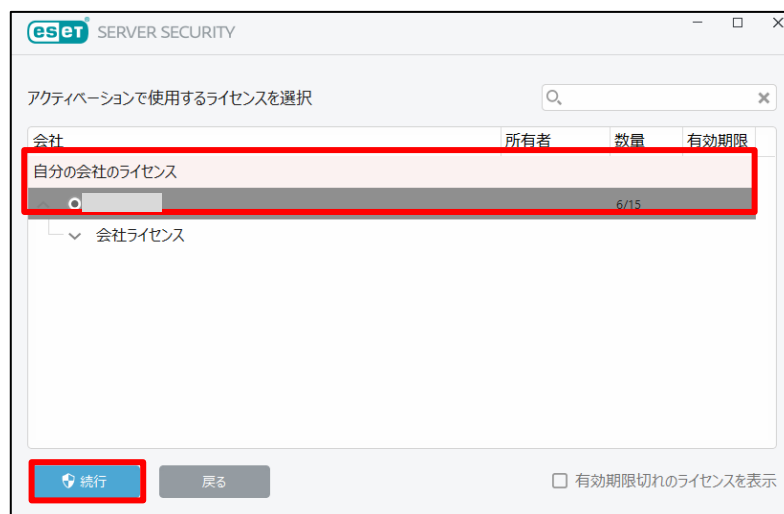 eset SERVER SECURITY
アクティベーションで使用するライセンスを選択
会社 所有者 数量 有効期限
自分の会社のライセンス
6/15
会社ライセンス
続行 戻る 有効期限切れのライセンスを表示